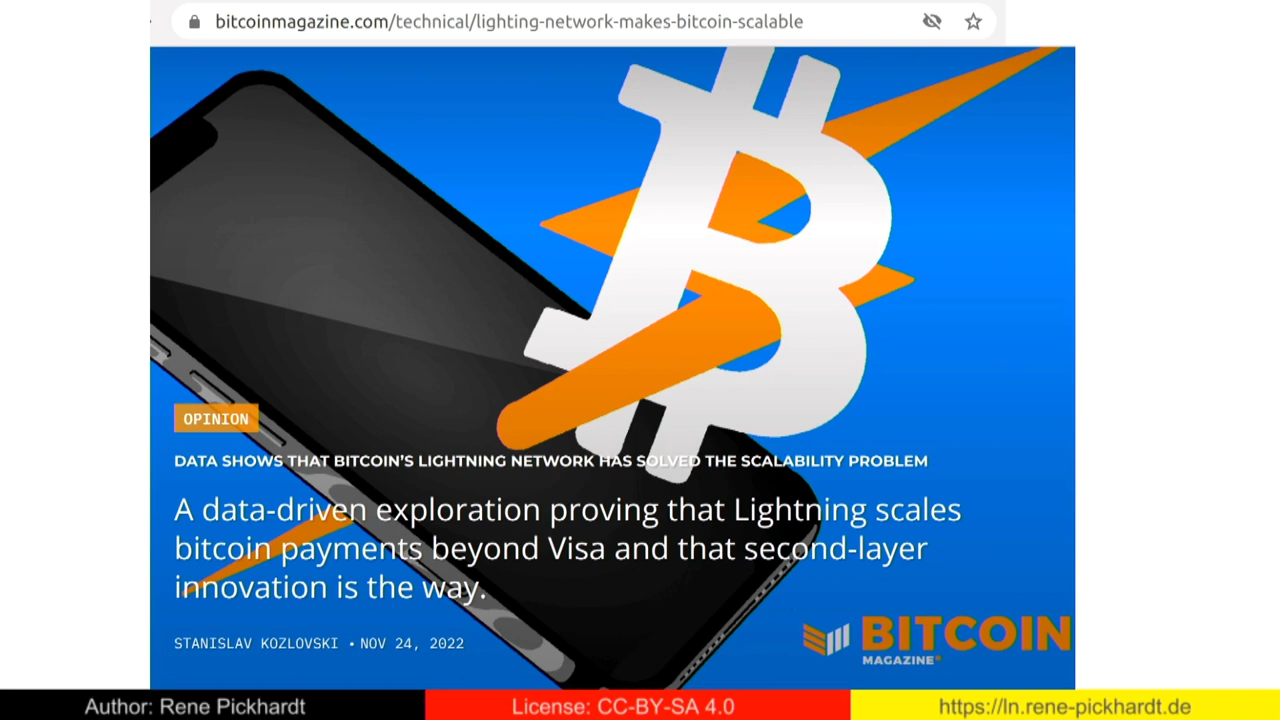 bitcoinmagazine.com/technical/lighting-network-makes-bitcoin-scalable
OPINION
DATA SHOWS THAT BITCOIN'S LIGHTNING NETWORK HAS SOLVED THE SCALABILITY PROBLEM
A data-driven exploration proving that Lightning scales
bitcoin payments beyond Visa and that second-layer
innovation is the way.
STANISLAV KOZLOVSKI • NOV 24, 2022
BITCOIN
MAGAZINE®
Author: Rene Pickhardt
License: CC-BY-SA 4.0
https://ln.rene-pickhardt.de